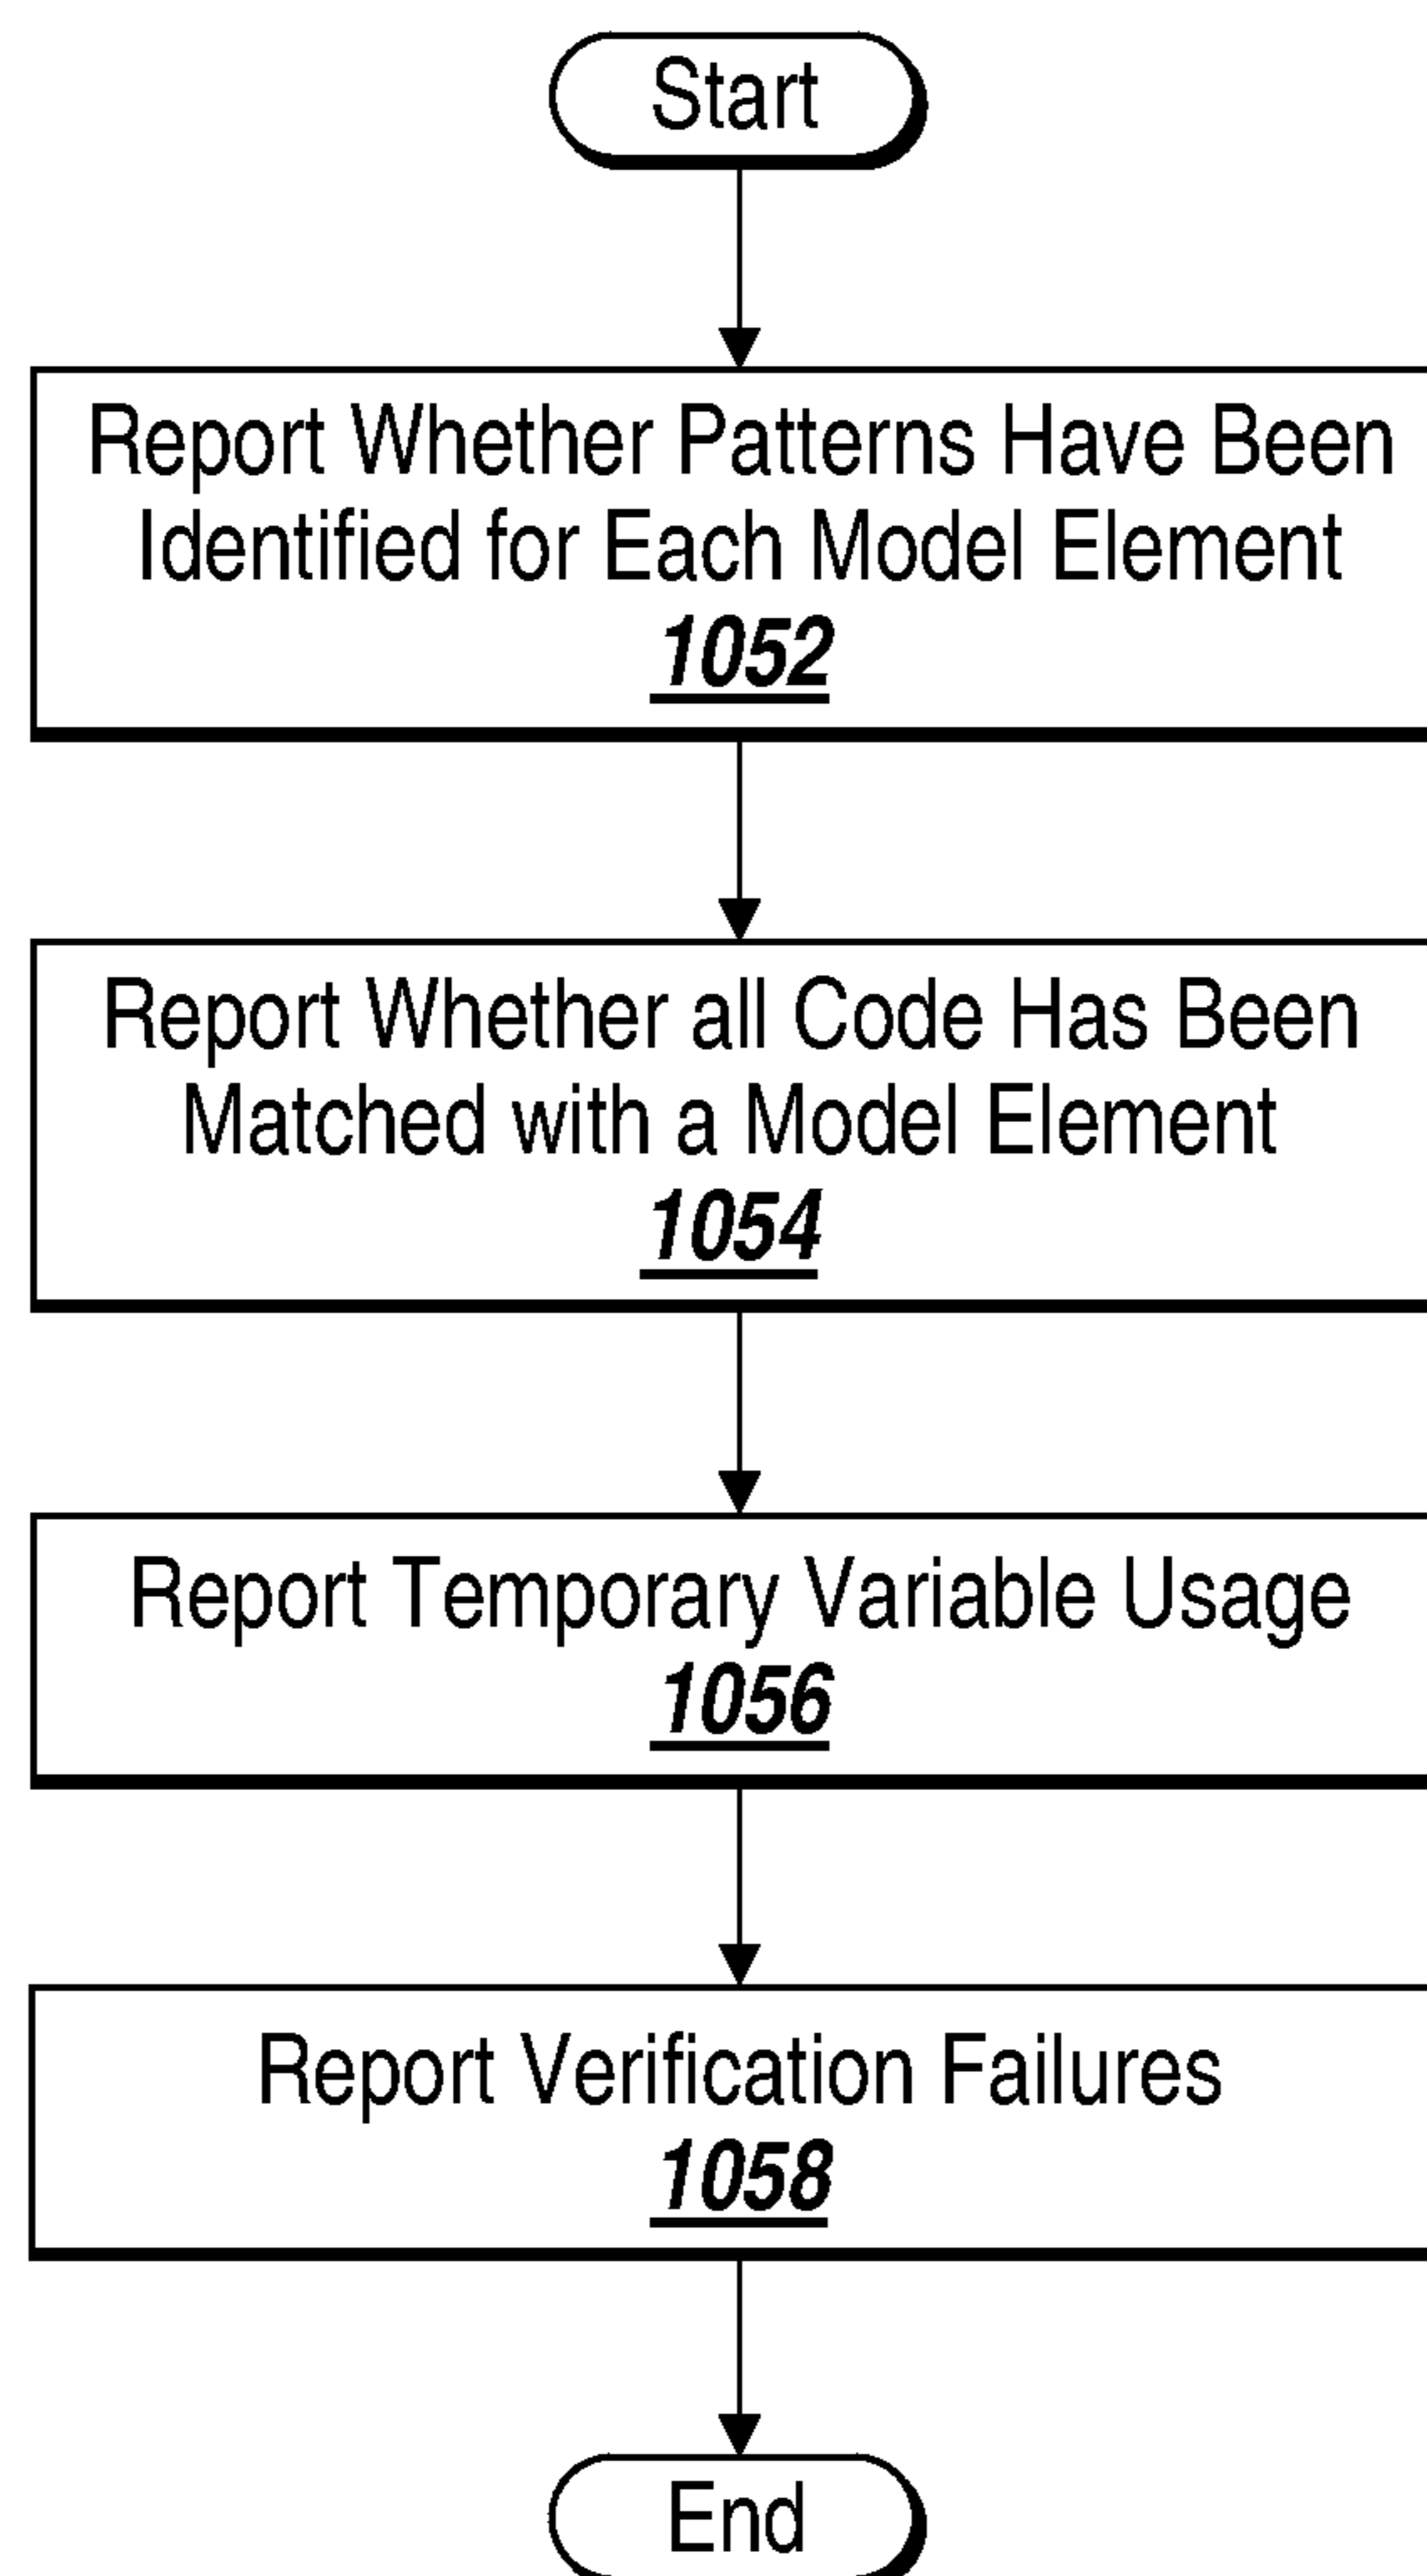 Start
Report Whether Patterns Have Been
Identified for Each Model Element
1052
Report Whether all Code Has Been
Matched with a Model Element
1054
Report Temporary Variable Usage
1056
Report Verification Failures
1058
End